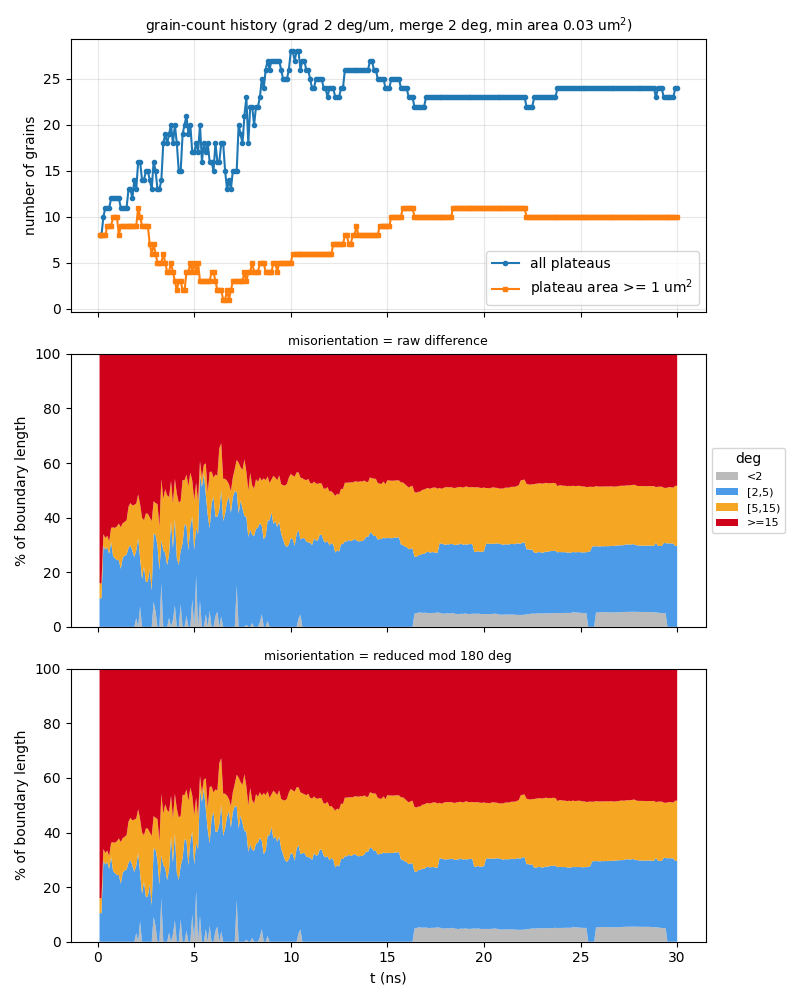 grain-count history (grad 2 deg/um, merge 2 deg, min area 0.03 um²)
number of grains
25
20
15
10
5
0
all plateaus
plateau area >= 1 um²
misorientation = raw difference
% of boundary length
100
80
60
40
20
0
deg
<2
[2,5)
[5,15)
>=15
misorientation = reduced mod 180 deg
% of boundary length
100
80
60
40
20
0
0 5 10 15 20 25 30
t (ns)